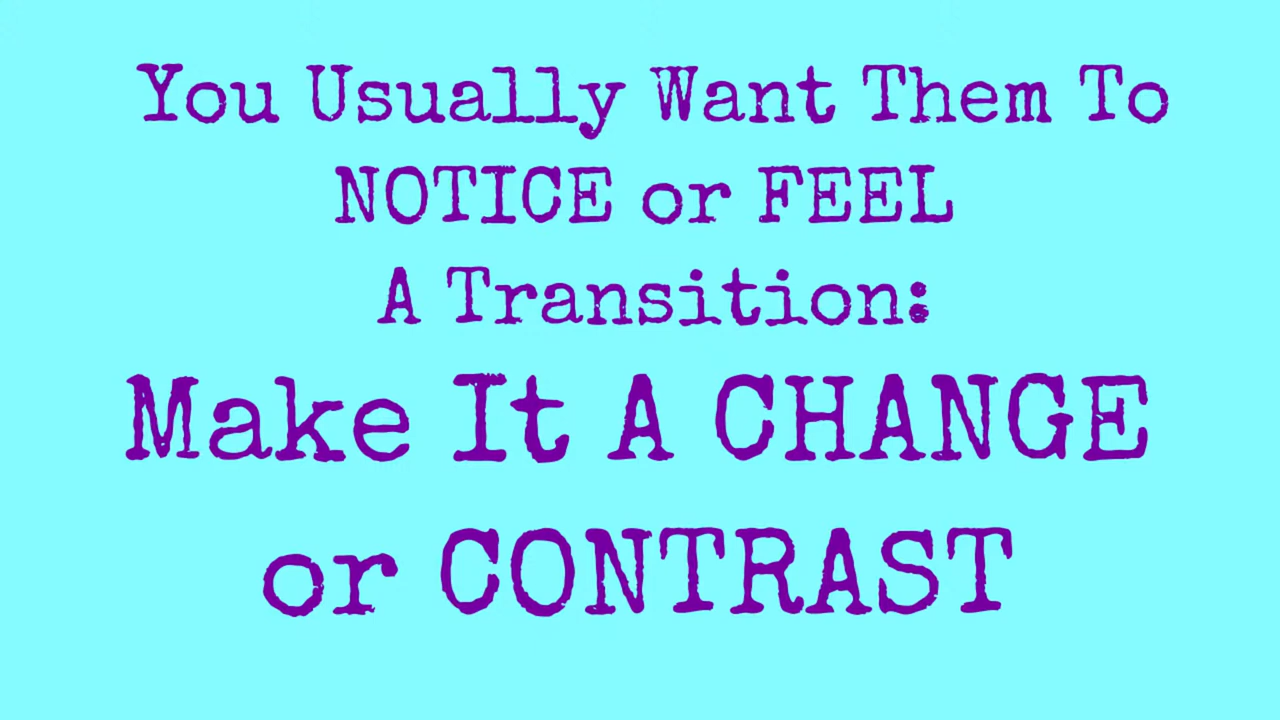 You Usually Want Them To
NOTICE or FEEL
A Transition:
Make It A CHANGE
or CONTRAST